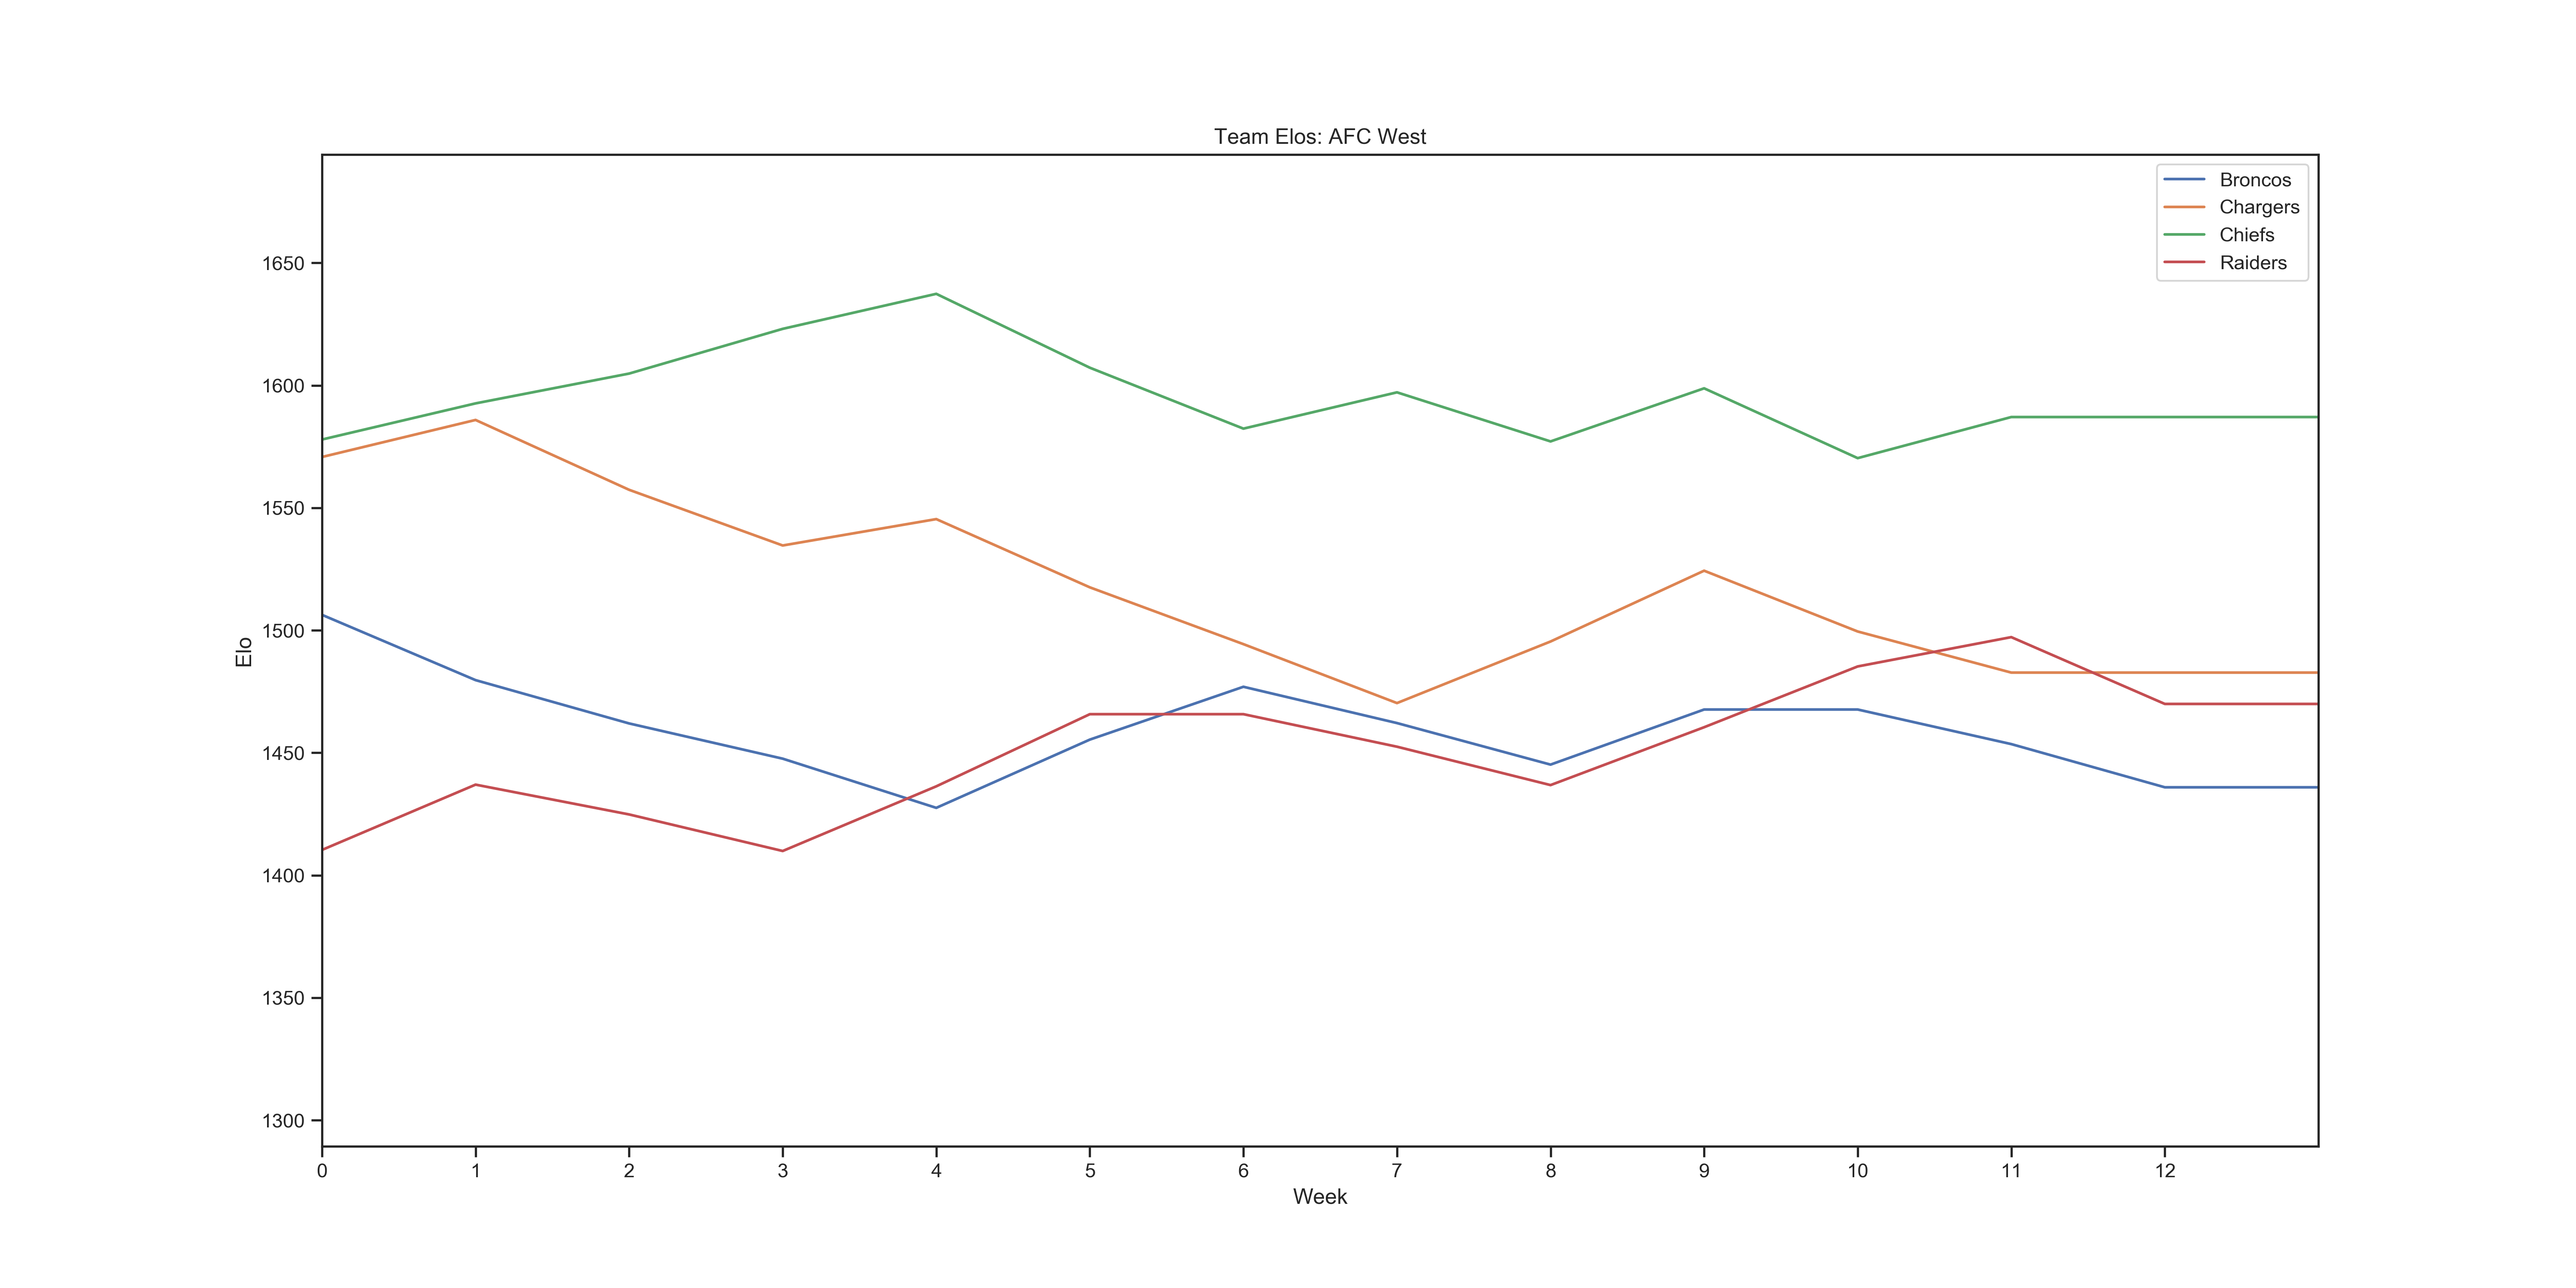 Team Elos: AFC West
Broncos
Chargers
Chiefs
Raiders
1650
1600
1550
1500
1450
1400
1350
1300
Elo
0 1 2 3 4 5 6 7 8 9 10 11 12
Week